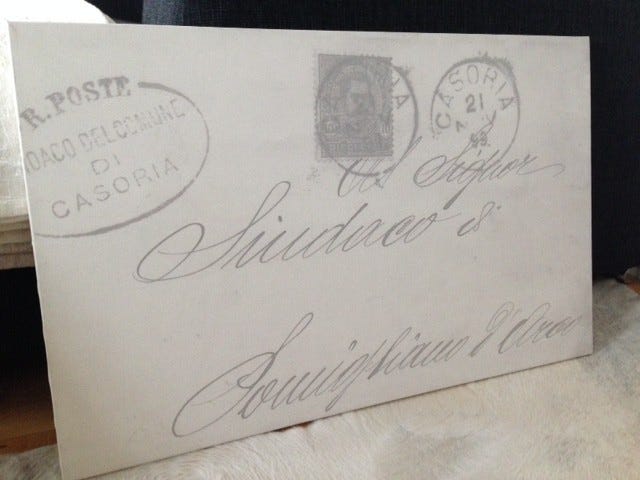 R. POSTE
DACO DEL COMUNE
DI
CASORIA
CASORIA
21
Al Signor
Sindaco di
Pomigliano d'Arco